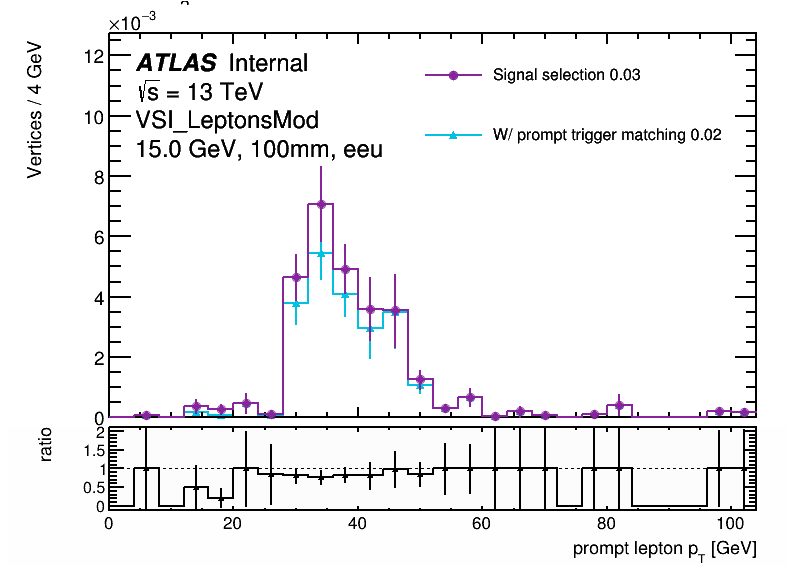 ×10⁻³
Vertices / 4 GeV
12
10
8
6
4
2
0
ATLAS Internal
√s = 13 TeV
VSI_LeptonsMod
15.0 GeV, 100mm, eeu
Signal selection 0.03
W/ prompt trigger matching 0.02
ratio
2
1.5
1
0.5
0
0 20 40 60 80 100
prompt lepton p_T [GeV]